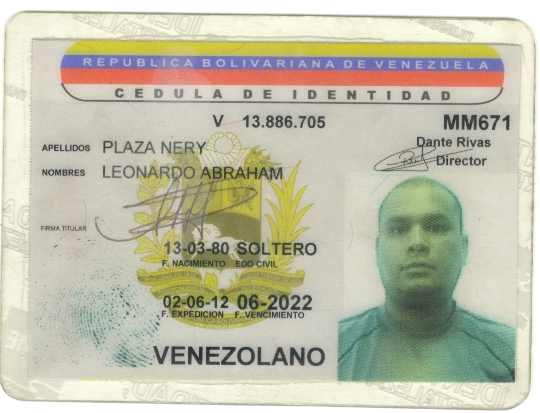 REPUBLICA BOLIVARIANA DE VENEZUELA
CEDULA DE IDENTIDAD
V 13.886.705 MM671
APELLIDOS PLAZA NERY Dante Rivas
Director
NOMBRES LEONARDO ABRAHAM
FIRMA TITULAR
13-03-80 SOLTERO
F. NACIMIENTO EDO CIVIL
02-06-12 06-2022
F. EXPEDICION F. VENCIMIENTO
VENEZOLANO